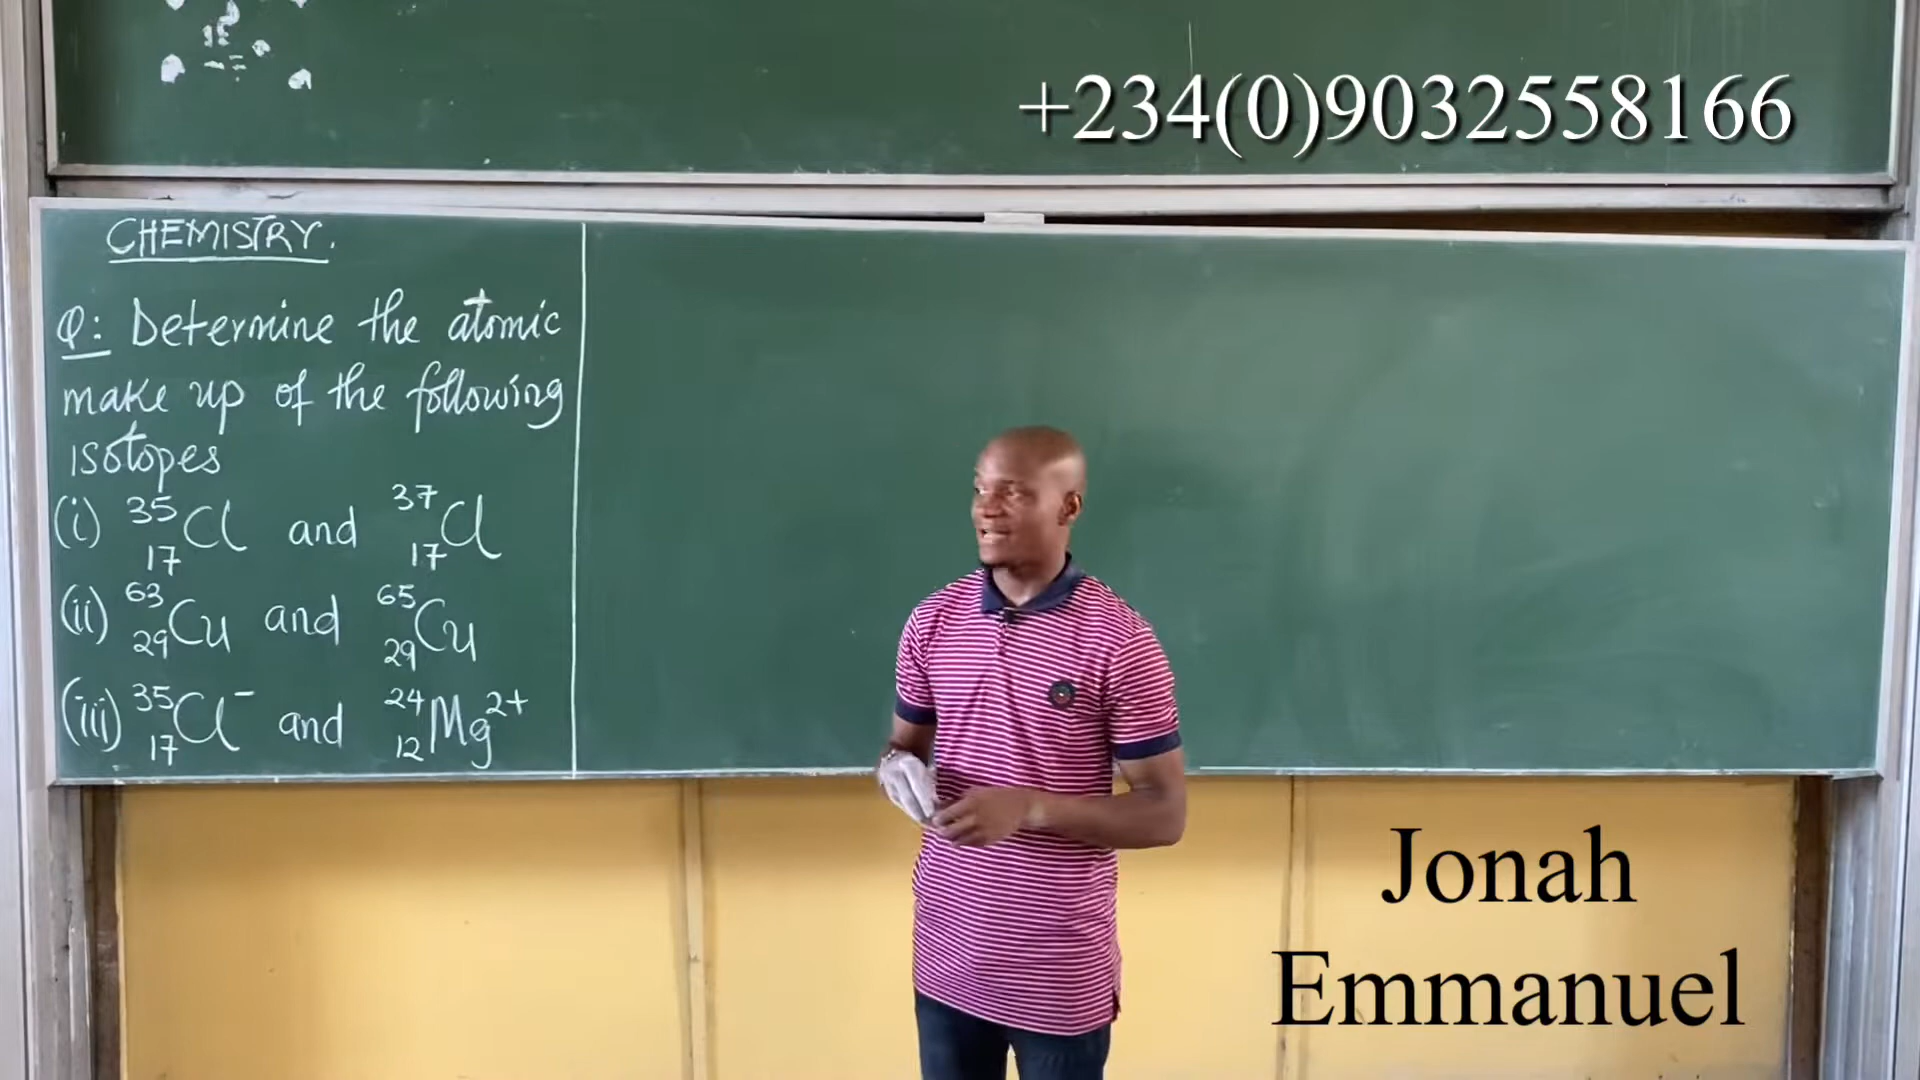 +234(0)9032558166
CHEMISTRY.
Q: Determine the atomic
make up of the following
isotopes
(i) ³⁵₁₇Cl and ³⁷₁₇Cl
(ii) ⁶³₂₉Cu and ⁶⁵₂₉Cu
(iii) ³⁵₁₇Cl⁻ and ²⁴₁₂Mg²⁺
Jonah
Emmanuel